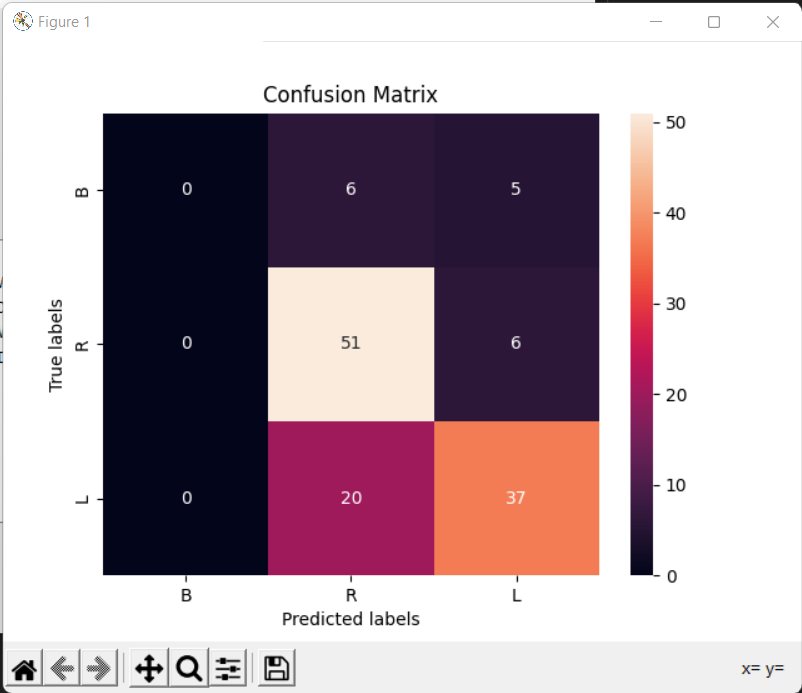 Figure 1
Confusion Matrix
50
B 0 6 5
40
True labels
R 0 51 6
30
20
L 0 20 37
10
0
B R L
Predicted labels
x= y=